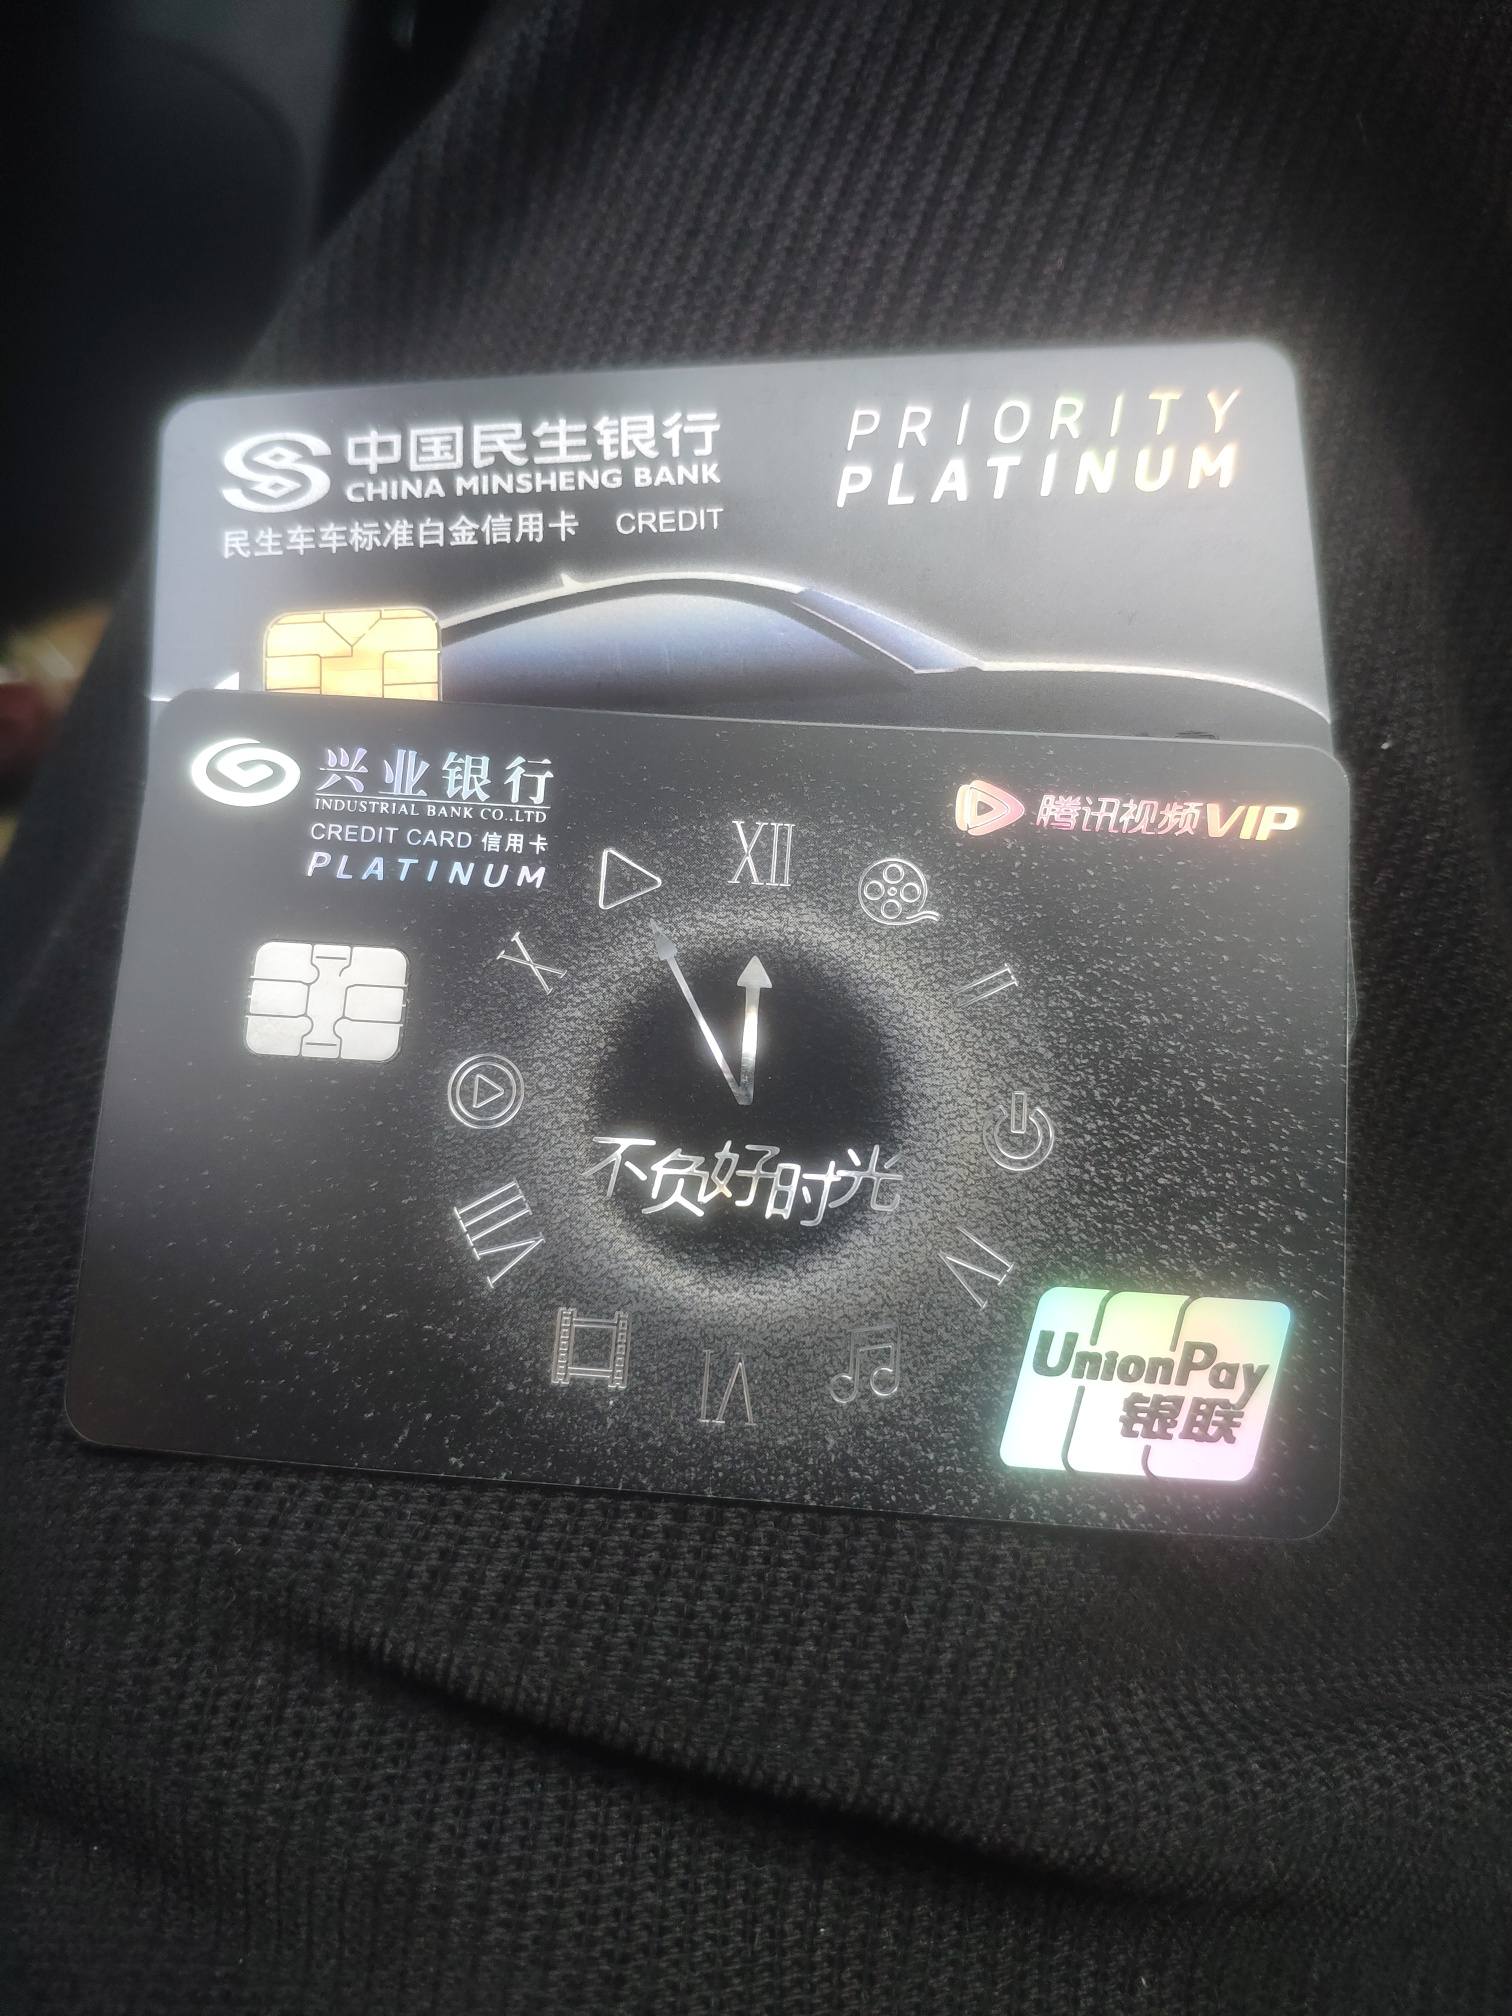 中国民生银行
CHINA MINSHENG BANK
民生车车标准白金信用卡 CREDIT
PRIORITY
PLATINUM
兴业银行
INDUSTRIAL BANK CO.,LTD
CREDIT CARD 信用卡
PLATINUM
腾讯视频VIP
XII
II
IV
VI
VIII
X
不负好时光
UnionPay
银联